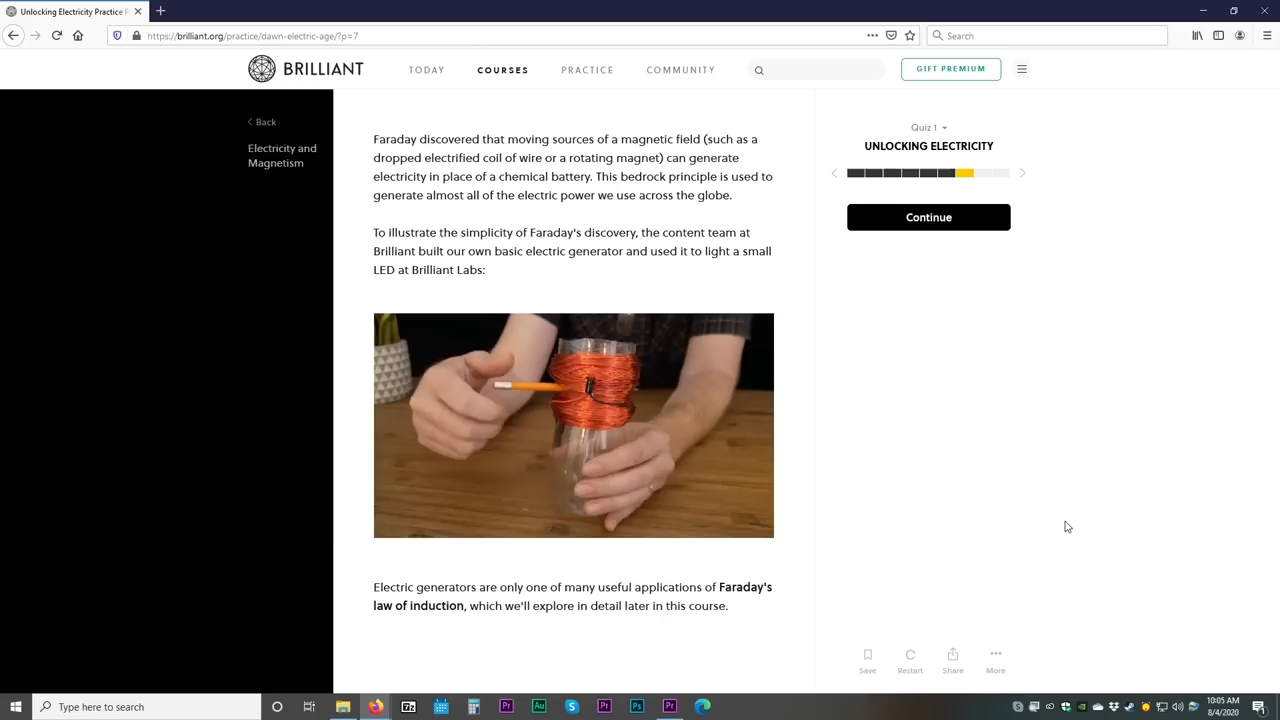 Unlocking Electricity Practice P
https://brilliant.org/practice/dawn-electric-age/?p=7
Search
BRILLIANT
TODAY
COURSES
PRACTICE
COMMUNITY
GIFT PREMIUM
Back
Electricity and
Magnetism
Faraday discovered that moving sources of a magnetic field (such as a
dropped electrified coil of wire or a rotating magnet) can generate
electricity in place of a chemical battery. This bedrock principle is used to
generate almost all of the electric power we use across the globe.
To illustrate the simplicity of Faraday's discovery, the content team at
Brilliant built our own basic electric generator and used it to light a small
LED at Brilliant Labs:
Electric generators are only one of many useful applications of Faraday's
law of induction, which we'll explore in detail later in this course.
Quiz 1
UNLOCKING ELECTRICITY
Continue
Save
Restart
Share
More
Type here to search
Pr
Au
S
Pr
Ps
Pr
10:05 AM
8/4/2020